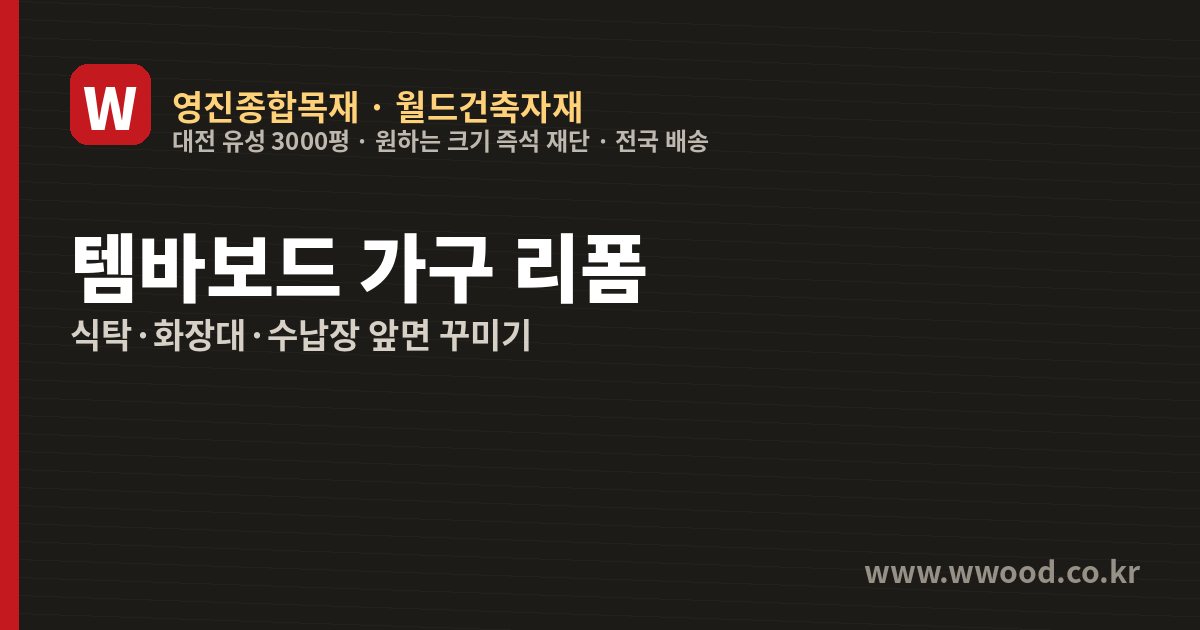 W
영진종합목재 · 월드건축자재
대전 유성 3000평 · 원하는 크기 즉석 재단 · 전국 배송
템바보드 가구 리폼
식탁·화장대·수납장 앞면 꾸미기
www.wwood.co.kr